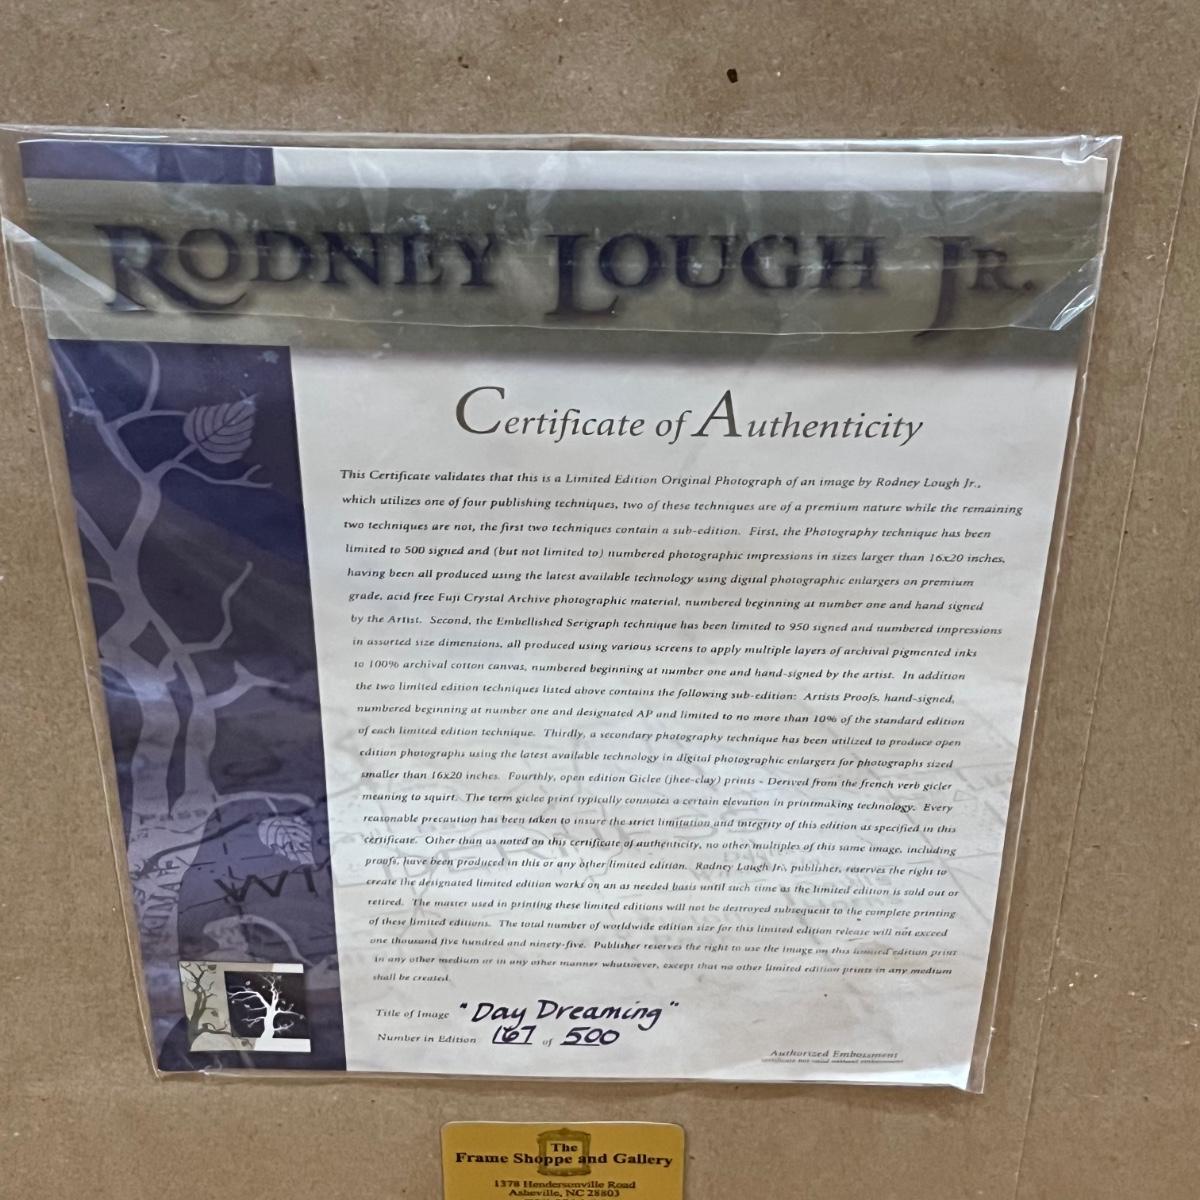 RODNEY LOUGH JR.
Certificate of Authenticity
This Certificate validates that this is a Limited Edition Original Photograph of an image by Rodney Lough Jr.,
which utilizes one of four publishing techniques, two of these techniques are of a premium nature while the remaining
two techniques are not, the first two techniques contain a sub-edition. First, the Photography technique has been
limited to 500 signed and (but not limited to) numbered photographic impressions in sizes larger than 16x20 inches,
having been all produced using the latest available technology using digital photographic enlargers on premium
grade, acid free Fuji Crystal Archive photographic material, numbered beginning at number one and hand signed
by the Artist. Second, the Embellished Serigraph technique has been limited to 950 signed and numbered impressions
in assorted size dimensions, all produced using various screens to apply multiple layers of archival pigmented inks
to 100% archival cotton canvas, numbered beginning at number one and hand-signed by the artist. In addition
the two limited edition techniques listed above contains the following sub-edition: Artists Proofs, hand-signed,
numbered beginning at number one and designated AP and limited to no more than 10% of the standard edition
of each limited edition technique. Thirdly, a secondary photography technique has been utilized to produce open
edition photographs using the latest available technology in digital photographic enlargers for photographs sized
smaller than 16x20 inches. Fourthly, open edition Giclee (jhee-clay) prints - Derived from the french verb gicler
meaning to squirt. The term giclee print typically connotes a certain elevation in printmaking technology. Every
reasonable precaution has been taken to insure the strict limitation and integrity of this edition as specified in this
certificate. Other than as noted on this certificate of authenticity, no other multiples of this same image, including
proofs, have been produced in this or any other limited edition. Rodney Lough Jr., publisher, reserves the right to
create the designated limited edition works on an as needed basis until such time as the limited edition is sold out or
retired. The master used in printing these limited editions will not be destroyed subsequent to the complete printing
of these limited editions. The total number of worldwide edition size for this limited edition release will not exceed
one thousand five hundred and ninety-five. Publisher reserves the right to use the image on this limited edition print
in any other medium or in any other manner whatsoever, except that no other limited edition prints in any medium
shall be created.
Title of Image "Day Dreaming"
Number in Edition 167 of 500
Authorized Embossment
certificate not valid without embossment
The
Frame Shoppe and Gallery
1378 Hendersonville Road
Asheville, NC 28803